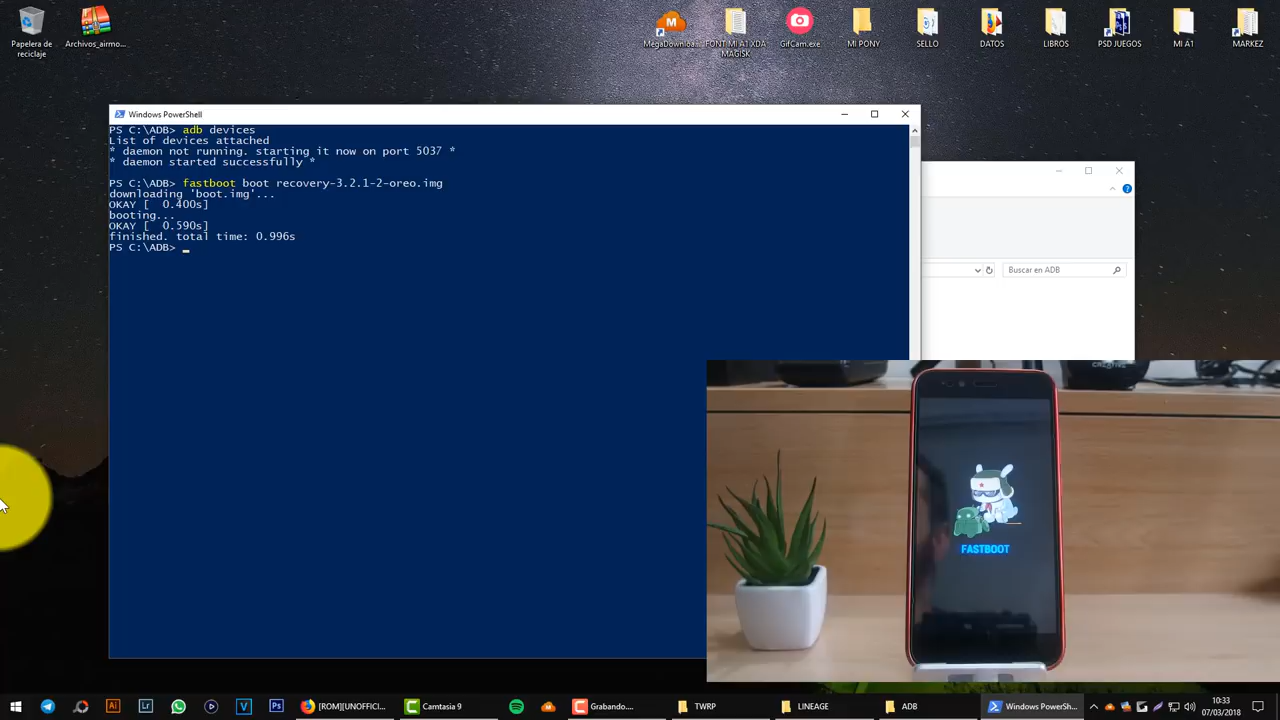 Papelera de
reciclaje
Archivos_airmo...
MegaDownloa...
FONT MI A1 XDA
MAGISK
GifCam.exe
MI PONY
SELLO
DATOS
LIBROS
PSD JUEGOS
MI A1
MARKEZ
Windows PowerShell
PS C:\ADB> adb devices
List of devices attached
* daemon not running. starting it now on port 5037 *
* daemon started successfully *
PS C:\ADB> fastboot boot recovery-3.2.1-2-oreo.img
downloading 'boot.img'...
OKAY [  0.400s]
booting...
OKAY [  0.590s]
finished. total time: 0.996s
PS C:\ADB> _
Buscar en ADB
FASTBOOT
[ROM][UNOFFICI...
Camtasia 9
Grabando...
TWRP
LINEAGE
ADB
Windows PowerSh...
10:33
07/03/2018